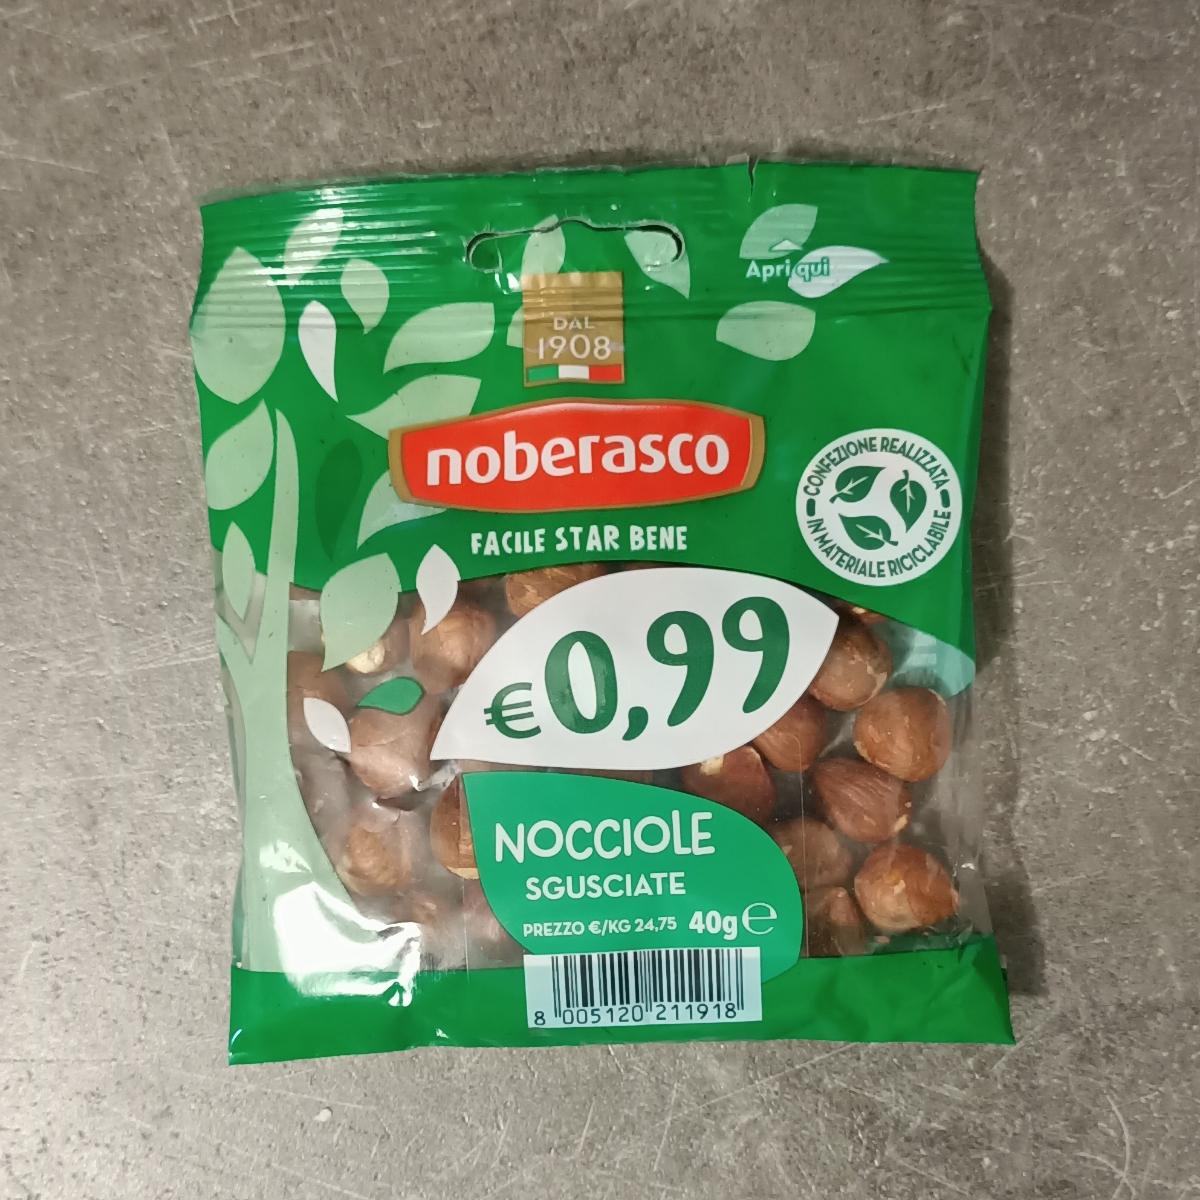 Apri qui
DAL
1908
noberasco
FACILE STAR BENE
CONFEZIONE REALIZZATA
IN MATERIALE RICICLABILE
€0,99
NOCCIOLE
SGUSCIATE
PREZZO €/KG 24,75 40g e
8 005120 211918